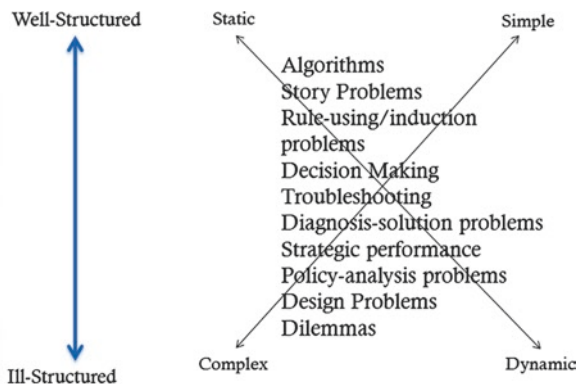 Well-Structured
Static
Simple
Algorithms
Story Problems
Rule-using/induction
problems
Decision Making
Troubleshooting
Diagnosis-solution problems
Strategic performance
Policy-analysis problems
Design Problems
Dilemmas
Ill-Structured
Complex
Dynamic